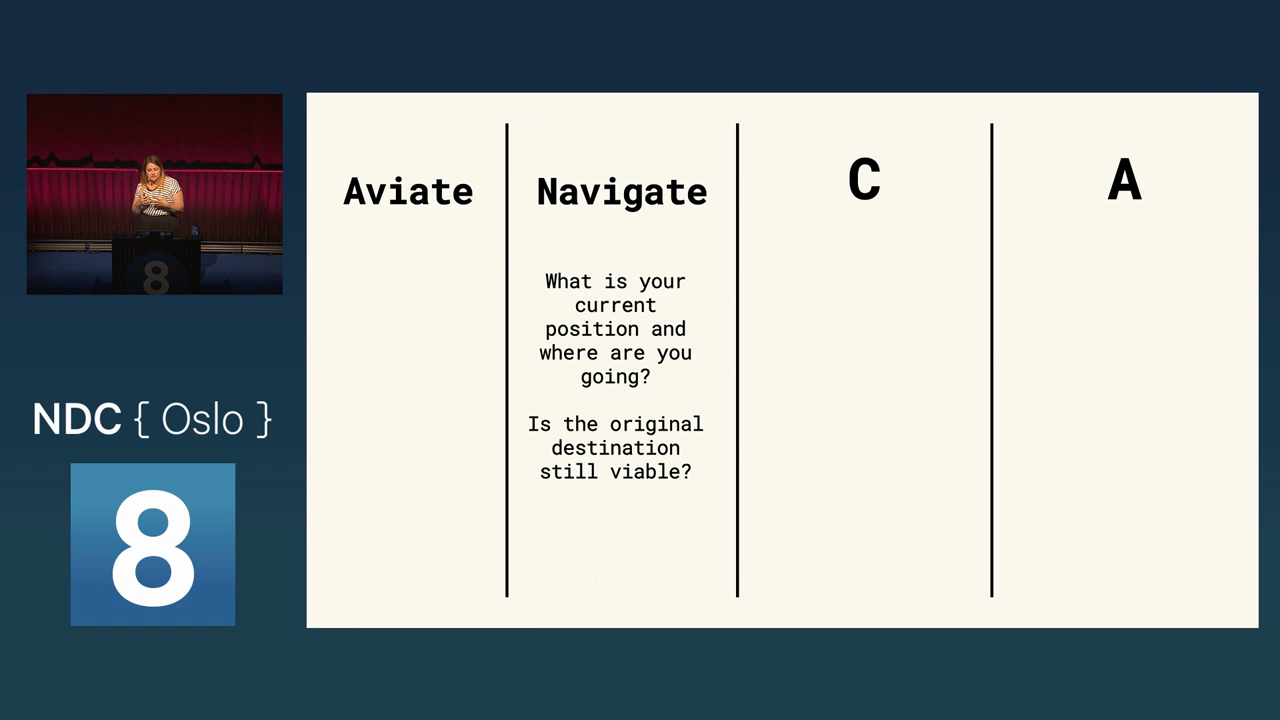 8
NDC { Oslo }
8
Aviate
Navigate
What is your
current
position and
where are you
going?
Is the original
destination
still viable?
C
A